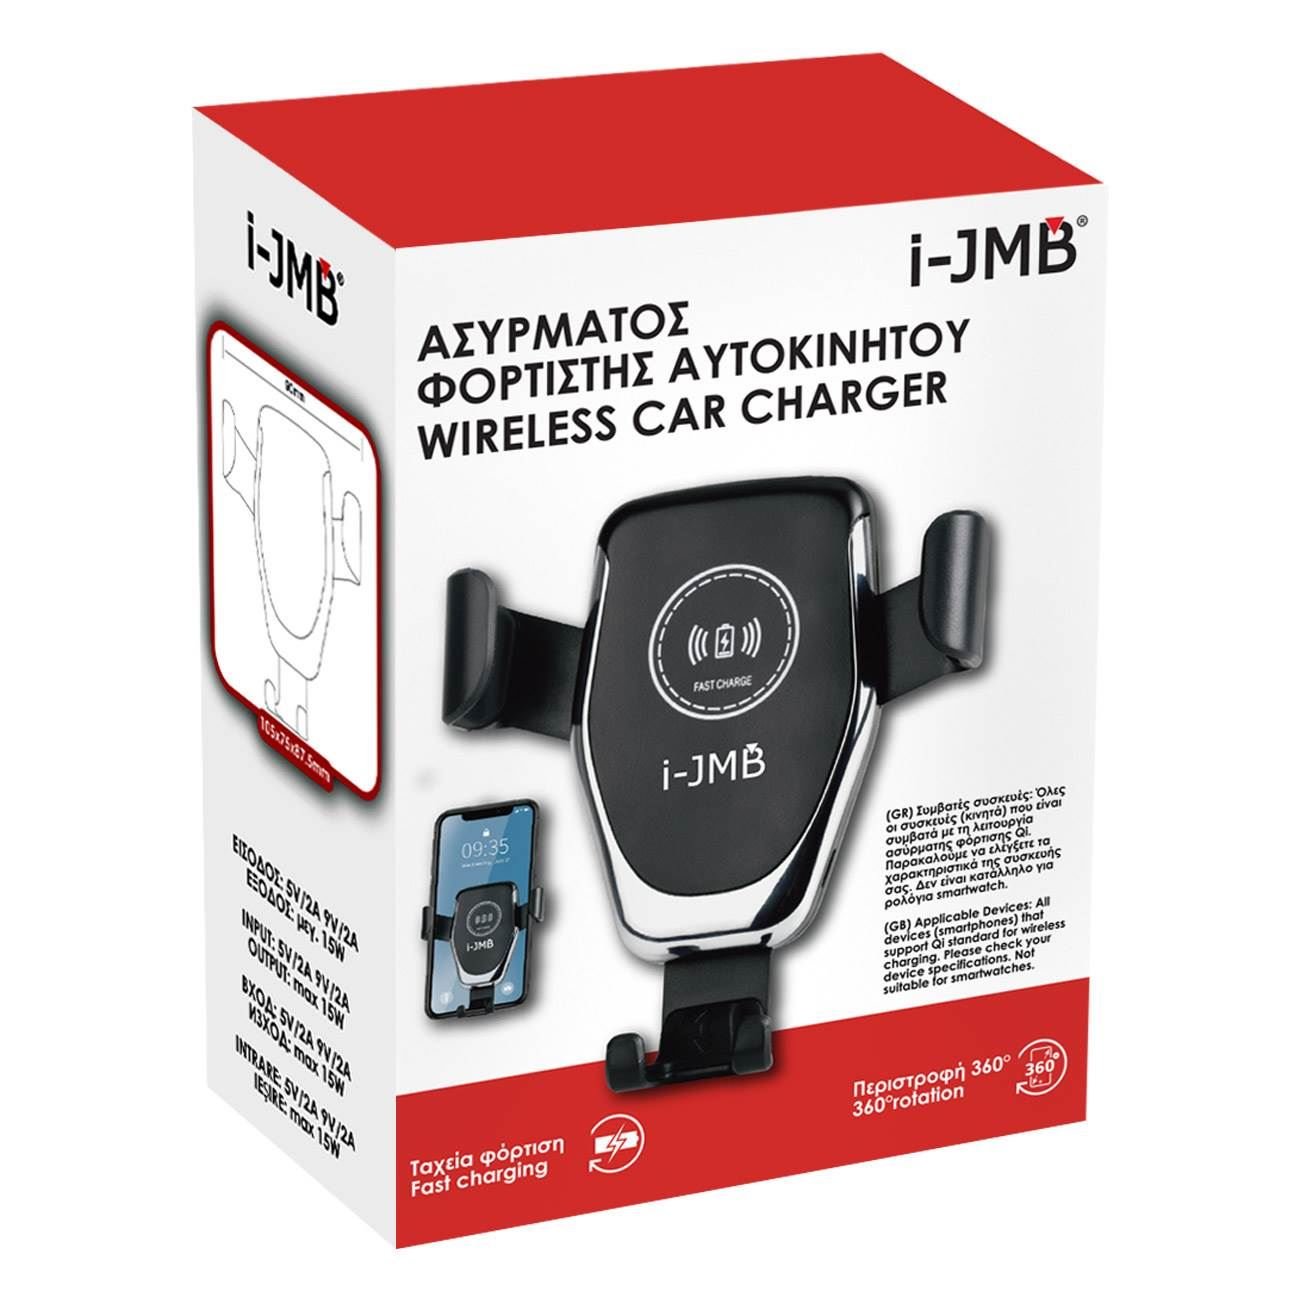 i-JMB®
90mm
105x75x87.5mm
ΕΙΣΟΔΟΣ: 5V/2A 9V/2A
ΕΞΟΔΟΣ: μεγ. 15W
INPUT: 5V/2A 9V/2A
OUTPUT: max 15W
ВХОД: 5V/2A 9V/2A
ИЗХОД: max 15W
INTRARE: 5V/2A 9V/2A
IEȘIRE: max 15W
i-JMB®
ΑΣΥΡΜΑΤΟΣ
ΦΟΡΤΙΣΤΗΣ ΑΥΤΟΚΙΝΗΤΟΥ
WIRELESS CAR CHARGER
FAST CHARGE
i-JMB
09:35
i-JMB
(GR) Συμβατές συσκευές: Όλες
οι συσκευές (κινητά) που είναι
συμβατά με τη λειτουργία
ασύρματης φόρτισης Qi.
Παρακαλούμε να ελέγξετε τα
χαρακτηριστικά της συσκευής
σας. Δεν είναι κατάλληλο για
ρολόγια smartwatch.
(GB) Applicable Devices: All
devices (smartphones) that
support Qi standard for wireless
charging. Please check your
device specifications. Not
suitable for smartwatches.
Ταχεία φόρτιση
Fast charging
Περιστροφή 360°
360°rotation
360°